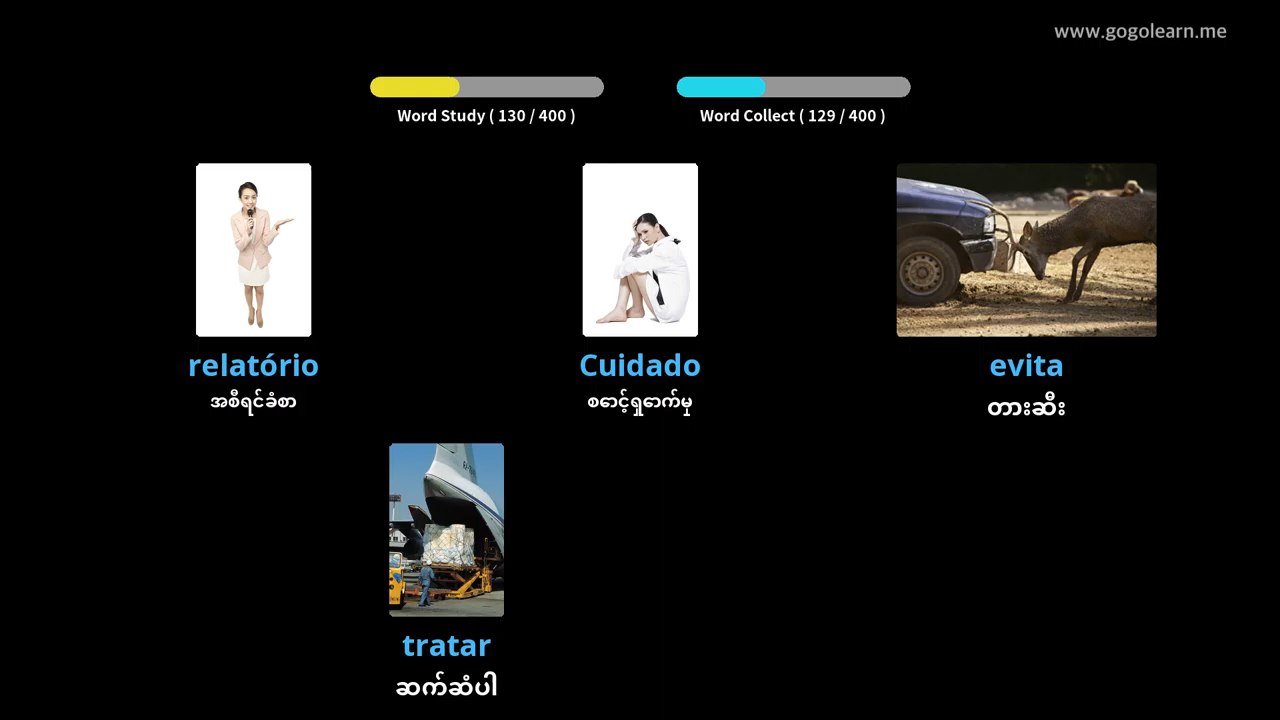 www.gogolearn.me
Word Study ( 130 / 400 )
Word Collect ( 129 / 400 )
relatório
Cuidado
evita
အစီရင်ခံစာ
စောင့်ရှောက်မှု
တားဆီး
tratar
ဆက်ဆံပါ